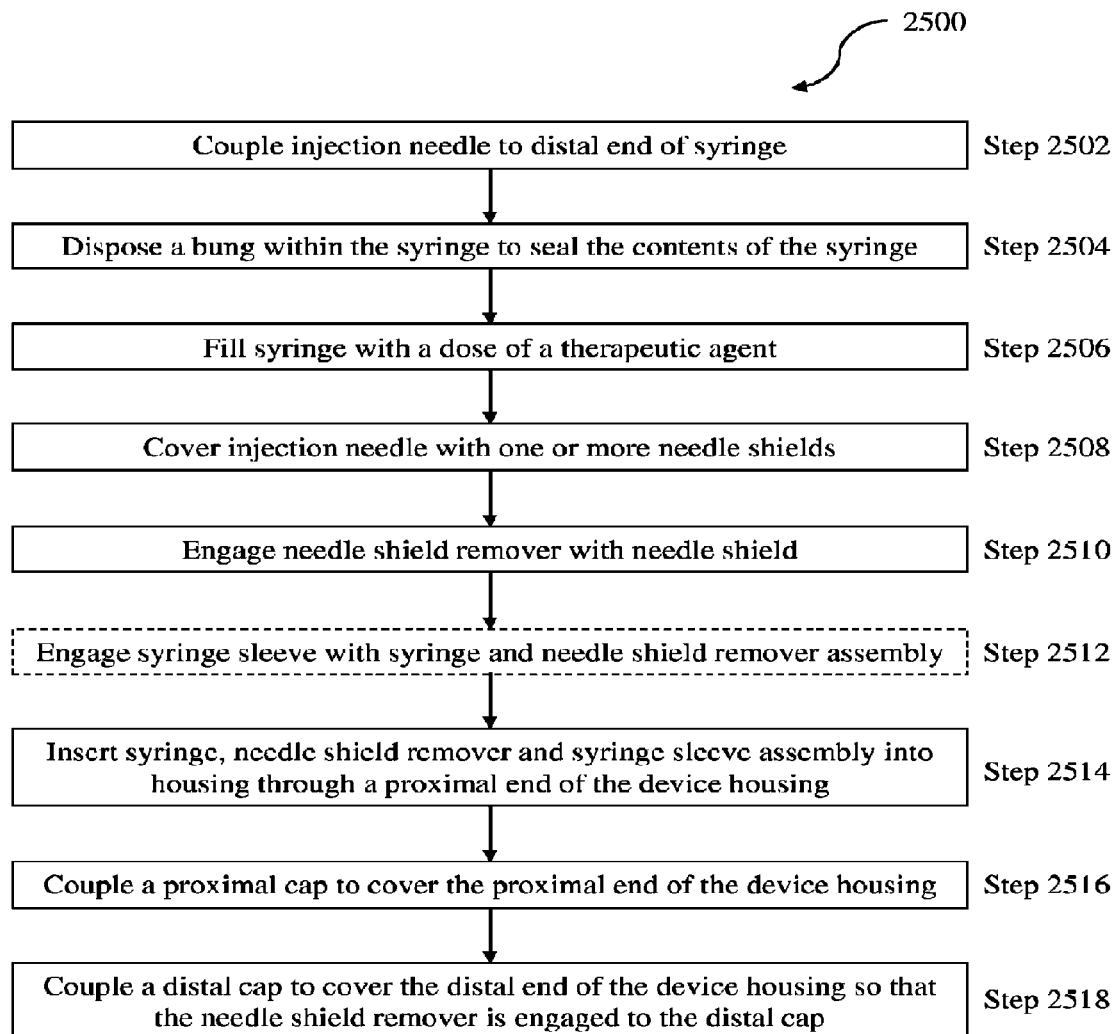 2500
Couple injection needle to distal end of syringe
Step 2502
Dispose a bung within the syringe to seal the contents of the syringe
Step 2504
Fill syringe with a dose of a therapeutic agent
Step 2506
Cover injection needle with one or more needle shields
Step 2508
Engage needle shield remover with needle shield
Step 2510
Engage syringe sleeve with syringe and needle shield remover assembly
Step 2512
Insert syringe, needle shield remover and syringe sleeve assembly into
housing through a proximal end of the device housing
Step 2514
Couple a proximal cap to cover the proximal end of the device housing
Step 2516
Couple a distal cap to cover the distal end of the device housing so that
the needle shield remover is engaged to the distal cap
Step 2518